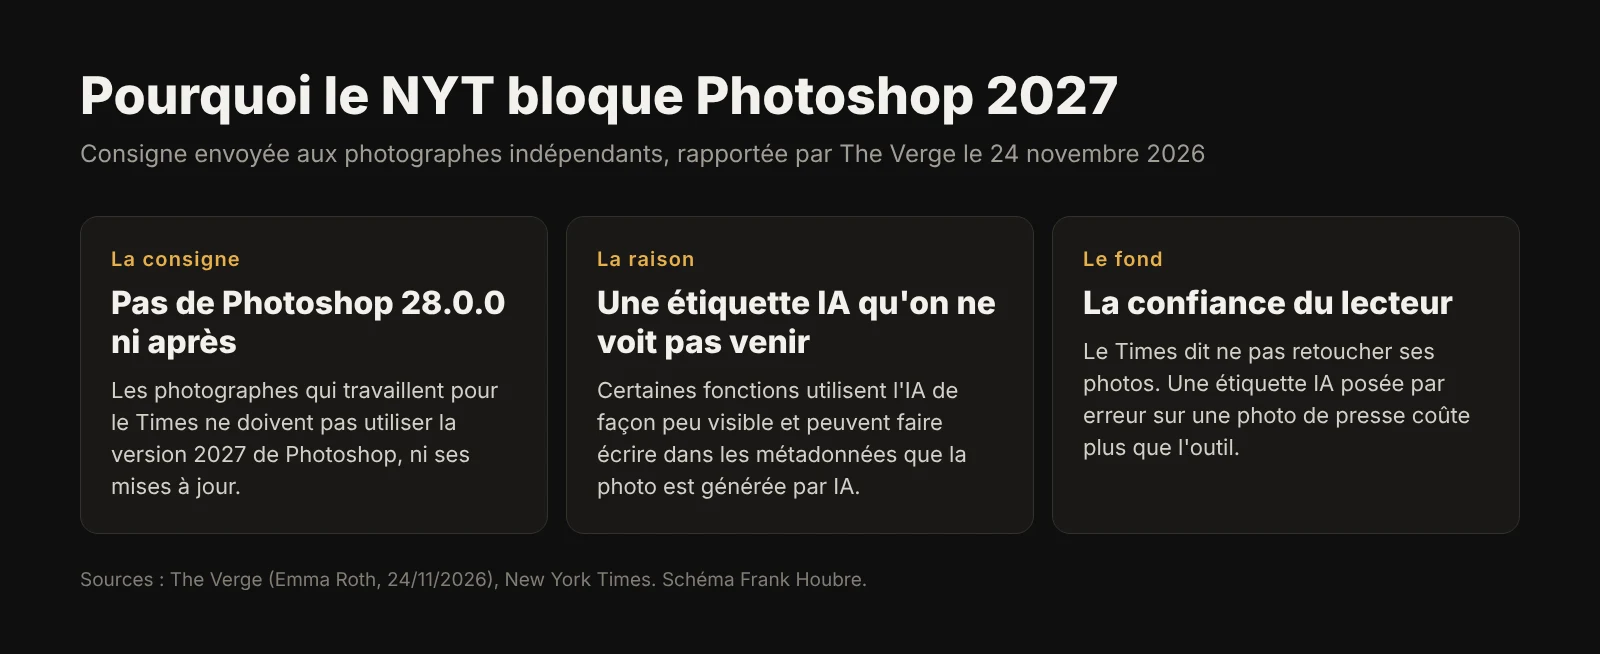 Pourquoi le NYT bloque Photoshop 2027
Consigne envoyée aux photographes indépendants, rapportée par The Verge le 24 novembre 2026
La consigne
Pas de Photoshop 28.0.0
ni après
Les photographes qui travaillent pour
le Times ne doivent pas utiliser la
version 2027 de Photoshop, ni ses
mises à jour.
La raison
Une étiquette IA qu'on ne
voit pas venir
Certaines fonctions utilisent l'IA de
façon peu visible et peuvent faire
écrire dans les métadonnées que la
photo est générée par IA.
Le fond
La confiance du lecteur
Le Times dit ne pas retoucher ses
photos. Une étiquette IA posée par
erreur sur une photo de presse coûte
plus que l'outil.
Sources : The Verge (Emma Roth, 24/11/2026), New York Times. Schéma Frank Houbre.